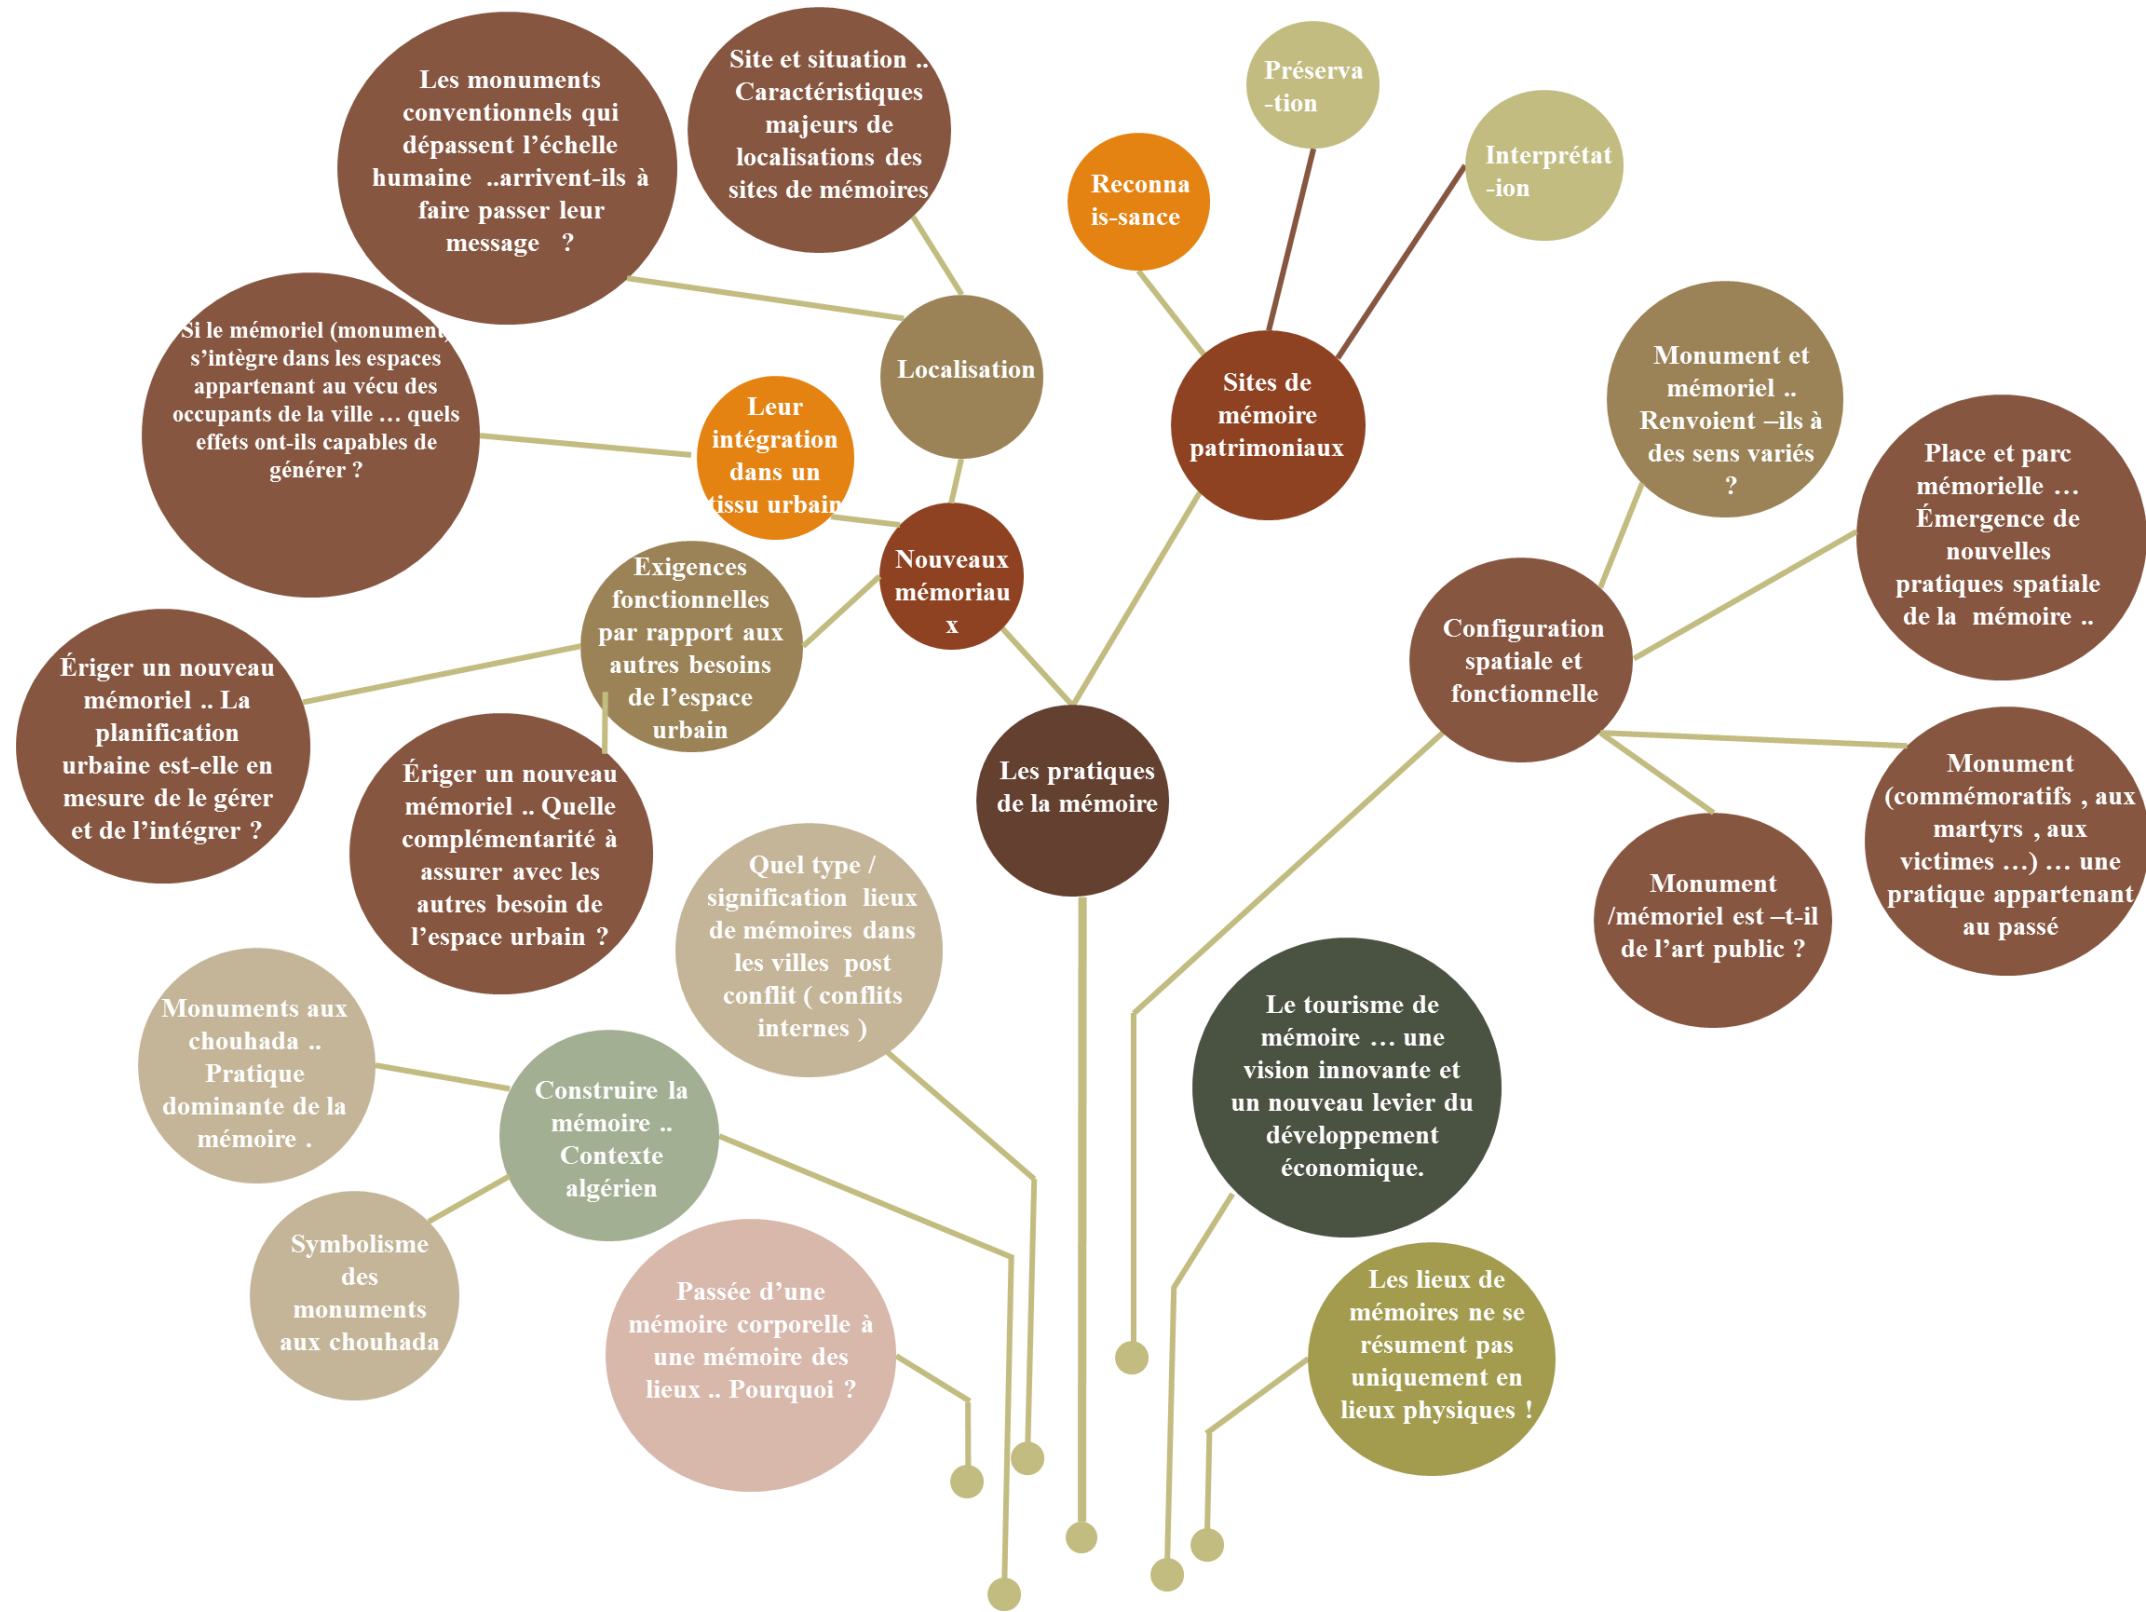 Les monuments
conventionnels qui
dépassent l’échelle
humaine ..arrivent-ils à
faire passer leur
message ?
Site et situation ..
Caractéristiques
majeurs de
localisations des
sites de mémoires
Préserva
-tion
Interprétat
-ion
Reconna
is-sance
Si le mémoriel (monument)
s’intègre dans les espaces
appartenant au vécu des
occupants de la ville … quels
effets ont-ils capables de
générer ?
Localisation
Leur
intégration
dans un
tissu urbain
Sites de
mémoire
patrimoniaux
Monument et
mémoriel ..
Renvoient –ils à
des sens variés
?
Place et parc
mémorielle …
Émergence de
nouvelles
pratiques spatiale
de la mémoire ..
Nouveaux
mémoriau
x
Exigences
fonctionnelles
par rapport aux
autres besoins
de l’espace
urbain
Configuration
spatiale et
fonctionnelle
Ériger un nouveau
mémoriel .. La
planification
urbaine est-elle en
mesure de le gérer
et de l’intégrer ?
Ériger un nouveau
mémoriel .. Quelle
complémentarité à
assurer avec les
autres besoin de
l’espace urbain ?
Les pratiques
de la mémoire
Monument
(commémoratifs , aux
martyrs , aux
victimes …) … une
pratique appartenant
au passé
Monument
/mémoriel est –t-il
de l’art public ?
Quel type /
signification lieux
de mémoires dans
les villes post
conflit ( conflits
internes )
Monuments aux
chouhada ..
Pratique
dominante de la
mémoire .
Construire la
mémoire ..
Contexte
algérien
Le tourisme de
mémoire … une
vision innovante et
un nouveau levier du
développement
économique.
Symbolisme
des
monuments
aux chouhada
Passée d’une
mémoire corporelle à
une mémoire des
lieux .. Pourquoi ?
Les lieux de
mémoires ne se
résument pas
uniquement en
lieux physiques !